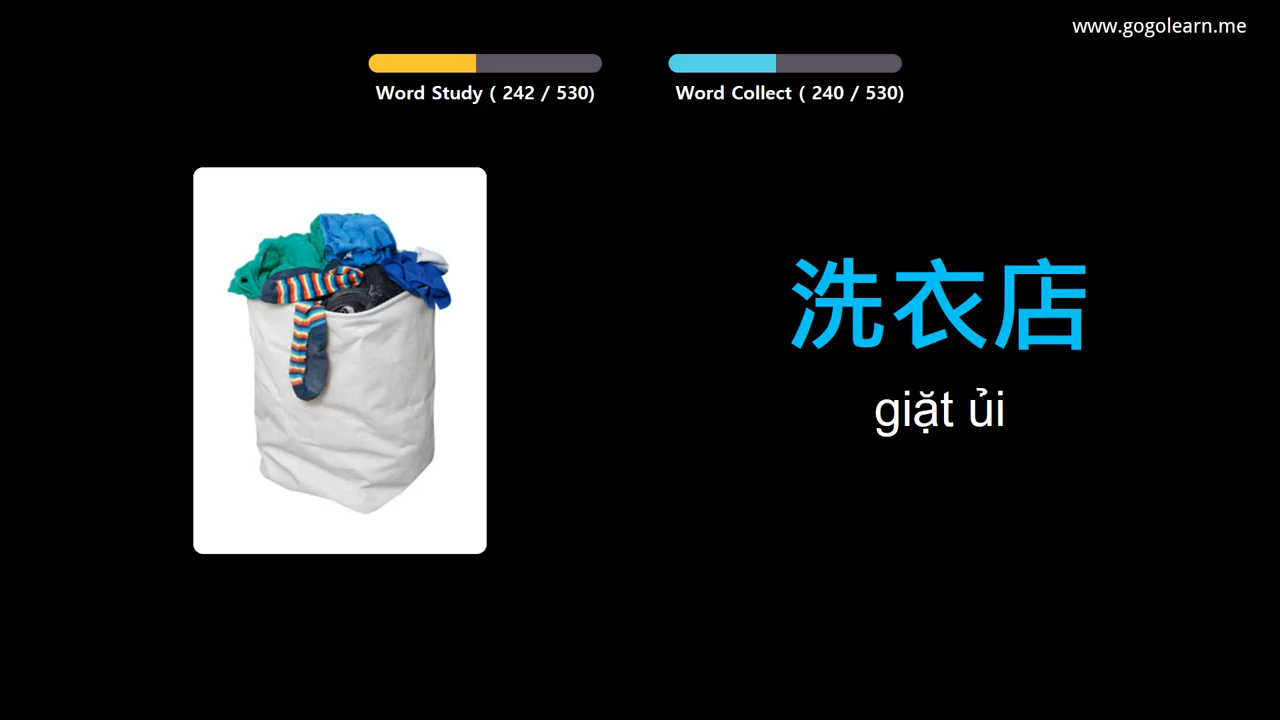 www.gogolearn.me
Word Study ( 242 / 530)
Word Collect ( 240 / 530)
洗衣店
giặt ủi